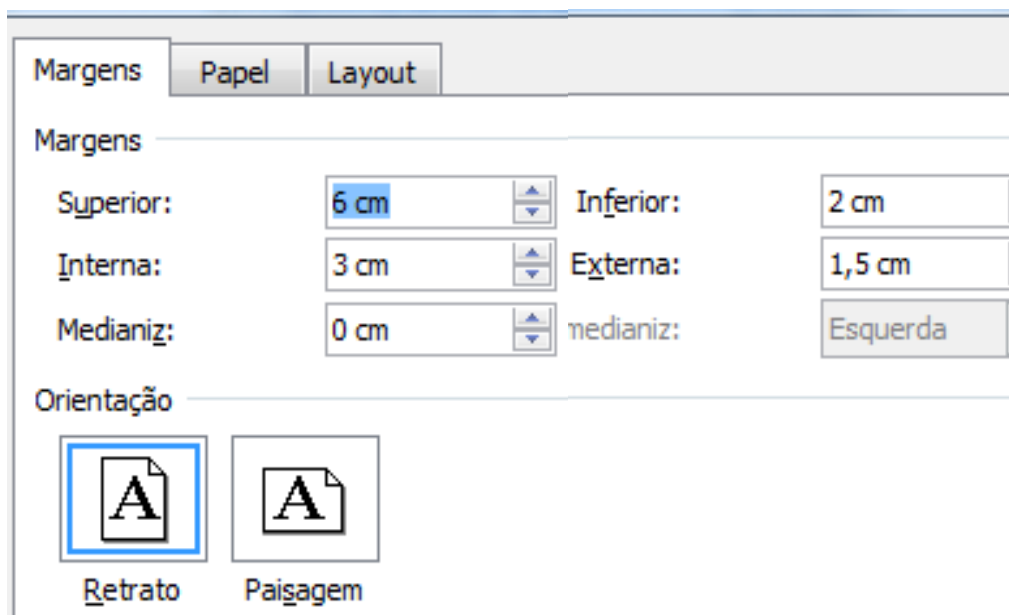 Margens Papel Layout
Margens
Superior: 6 cm Inferior: 2 cm
Interna: 3 cm Externa: 1,5 cm
Medianiz: 0 cm medianiz: Esquerda
Orientação
A A
Retrato Paisagem